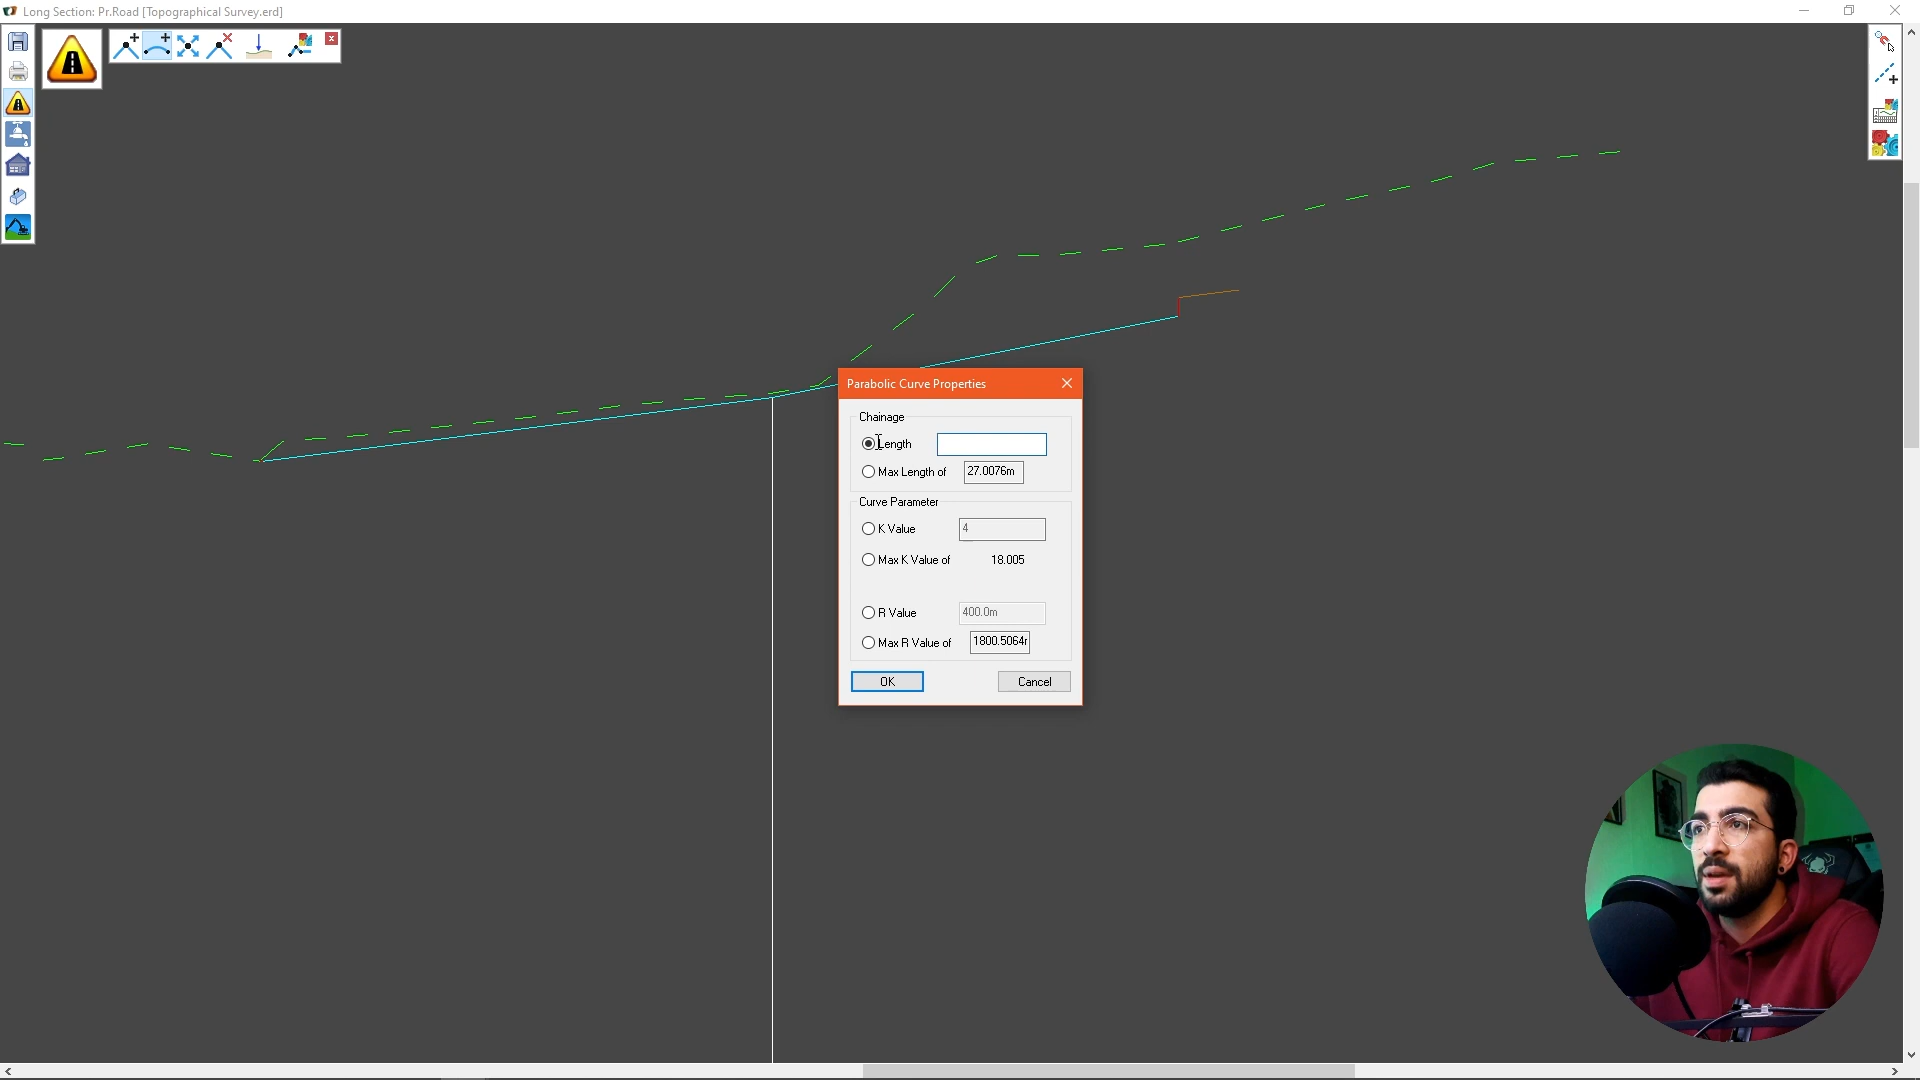 Long Section: Pr.Road [Topographical Survey.erd]
Parabolic Curve Properties
Chainage
Length
Max Length of 27.0076m
Curve Parameter
K Value 4
Max K Value of 18.005
R Value 400.0m
Max R Value of 1800.5064
OK Cancel